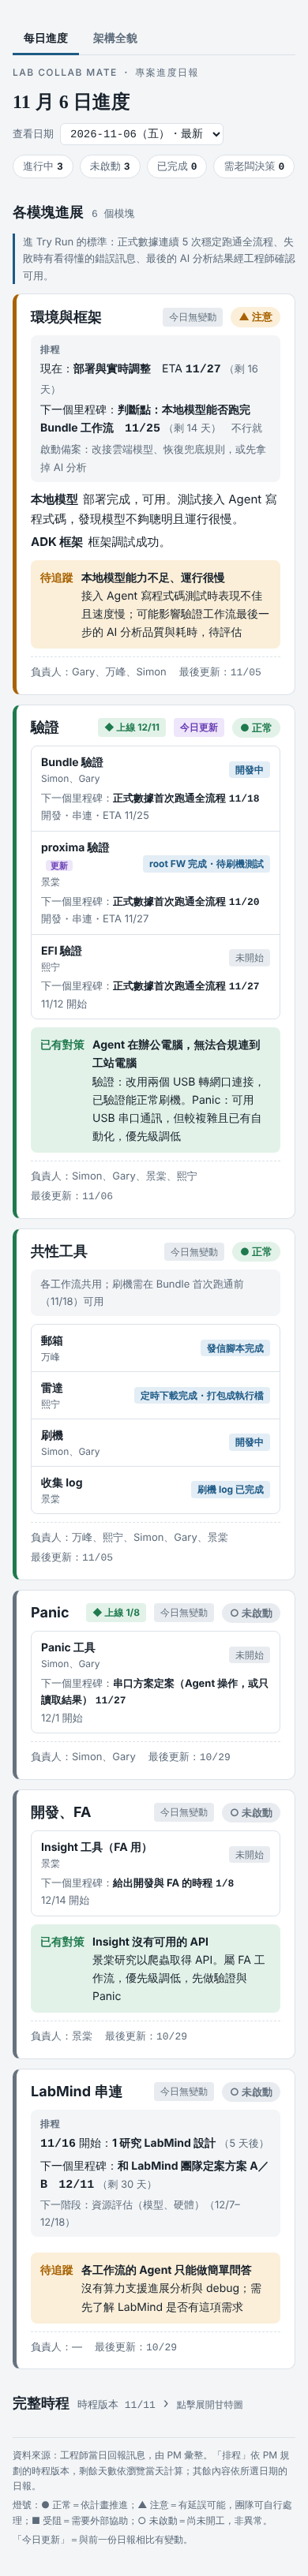 每日進度 架構全貌
LAB COLLAB MATE · 專案進度日報
11 月 6 日進度
查看日期 2026-11-06（五）・最新
進行中 3 未啟動 3 已完成 0 需老闆決策 0
各模塊進展 6 個模塊
進 Try Run 的標準：正式數據連續 5 次穩定跑通全流程、失
敗時有看得懂的錯誤訊息、最後的 AI 分析結果經工程師確認
可用。
環境與框架 今日無變動 ▲ 注意
排程
現在：部署與實時調整 ETA 11/27（剩 16
天）
下一個里程碑：判斷點：本地模型能否跑完
Bundle 工作流 11/25（剩 14 天） 不行就
啟動備案：改接雲端模型、恢復兜底規則，或先拿
掉 AI 分析
本地模型 部署完成，可用。測試接入 Agent 寫
程式碼，發現模型不夠聰明且運行很慢。
ADK 框架 框架調試成功。
待追蹤 本地模型能力不足、運行很慢
接入 Agent 寫程式碼測試時表現不佳
且速度慢；可能影響驗證工作流最後一
步的 AI 分析品質與耗時，待評估
負責人：Gary、万峰、Simon 最後更新：11/05
驗證 ◆ 上線 12/11 今日更新 ● 正常
Bundle 驗證 開發中
Simon、Gary
下一個里程碑：正式數據首次跑通全流程 11/18
開發・串連・ETA 11/25
proxima 驗證
更新 root FW 完成・待刷機測試
景棠
下一個里程碑：正式數據首次跑通全流程 11/20
開發・串連・ETA 11/27
EFI 驗證 未開始
熙宁
下一個里程碑：正式數據首次跑通全流程 11/27
11/12 開始
已有對策 Agent 在辦公電腦，無法合規連到
工站電腦
驗證：改用兩個 USB 轉網口連接，
已驗證能正常刷機。Panic：可用
USB 串口通訊，但較複雜且已有自
動化，優先級調低
負責人：Simon、Gary、景棠、熙宁
最後更新：11/06
共性工具 今日無變動 ● 正常
各工作流共用；刷機需在 Bundle 首次跑通前
（11/18）可用
郵箱 發信腳本完成
万峰
雷達 定時下載完成・打包成執行檔
熙宁
刷機 開發中
Simon、Gary
收集 log 刷機 log 已完成
景棠
負責人：万峰、熙宁、Simon、Gary、景棠
最後更新：11/05
Panic ◆ 上線 1/8 今日無變動 ○ 未啟動
Panic 工具 未開始
Simon、Gary
下一個里程碑：串口方案定案（Agent 操作，或只
讀取結果） 11/27
12/1 開始
負責人：Simon、Gary 最後更新：10/29
開發、FA 今日無變動 ○ 未啟動
Insight 工具（FA 用） 未開始
景棠
下一個里程碑：給出開發與 FA 的時程 1/8
12/14 開始
已有對策 Insight 沒有可用的 API
景棠研究以爬蟲取得 API。屬 FA 工
作流，優先級調低，先做驗證與
Panic
負責人：景棠 最後更新：10/29
LabMind 串連 今日無變動 ○ 未啟動
排程
11/16 開始：1 研究 LabMind 設計（5 天後）
下一個里程碑：和 LabMind 團隊定案方案 A／
B 12/11（剩 30 天）
下一階段：資源評估（模型、硬體）（12/7–
12/18）
待追蹤 各工作流的 Agent 只能做簡單問答
沒有算力支援進展分析與 debug；需
先了解 LabMind 是否有這項需求
負責人：— 最後更新：10/29
完整時程 時程版本 11/11 › 點擊展開甘特圖
資料來源：工程師當日回報訊息，由 PM 彙整。「排程」依 PM 規
劃的時程版本，剩餘天數依瀏覽當天計算；其餘內容依所選日期的
日報。
燈號：● 正常＝依計畫推進；▲ 注意＝有延誤可能，團隊可自行處
理；■ 受阻＝需要外部協助；○ 未啟動＝尚未開工，非異常。
「今日更新」＝與前一份日報相比有變動。